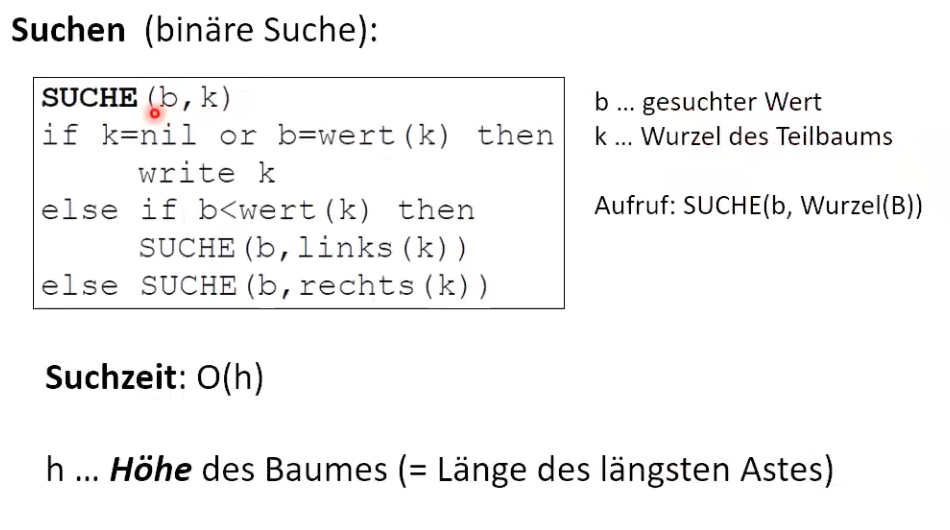 Suchen (binäre Suche):
SUCHE(b,k)
if k=nil or b=wert(k) then
write k
else if b<wert(k) then
SUCHE(b,links(k))
else SUCHE(b,rechts(k))
b ... gesuchter Wert
k ... Wurzel des Teilbaums
Aufruf: SUCHE(b, Wurzel(B))
Suchzeit: O(h)
h ... Höhe des Baumes (= Länge des längsten Astes)